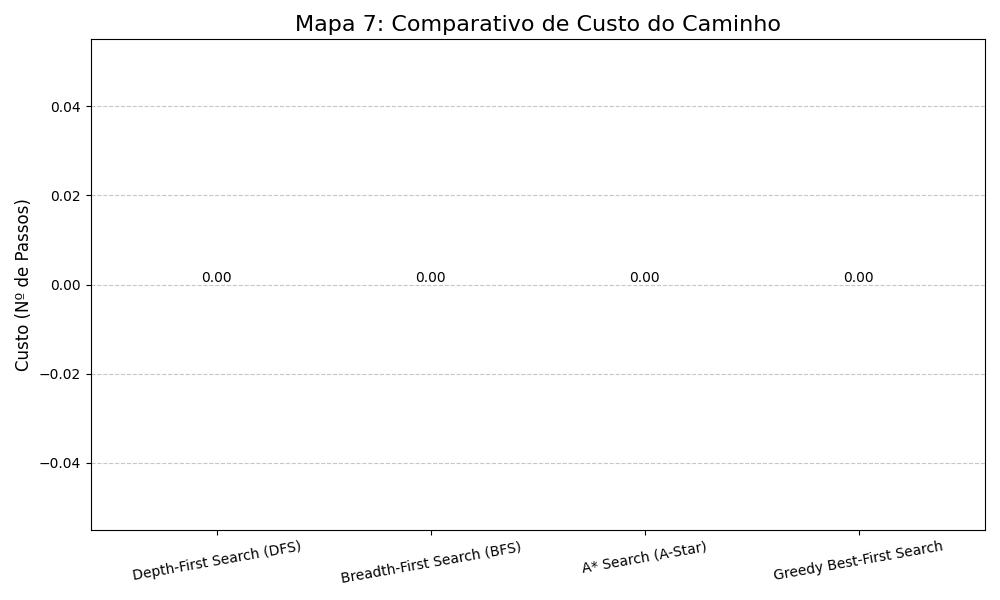 Mapa 7: Comparativo de Custo do Caminho
Custo (Nº de Passos)
0.04
0.02
0.00
−0.02
−0.04
0.00 0.00 0.00 0.00
Depth-First Search (DFS)
Breadth-First Search (BFS)
A* Search (A-Star)
Greedy Best-First Search